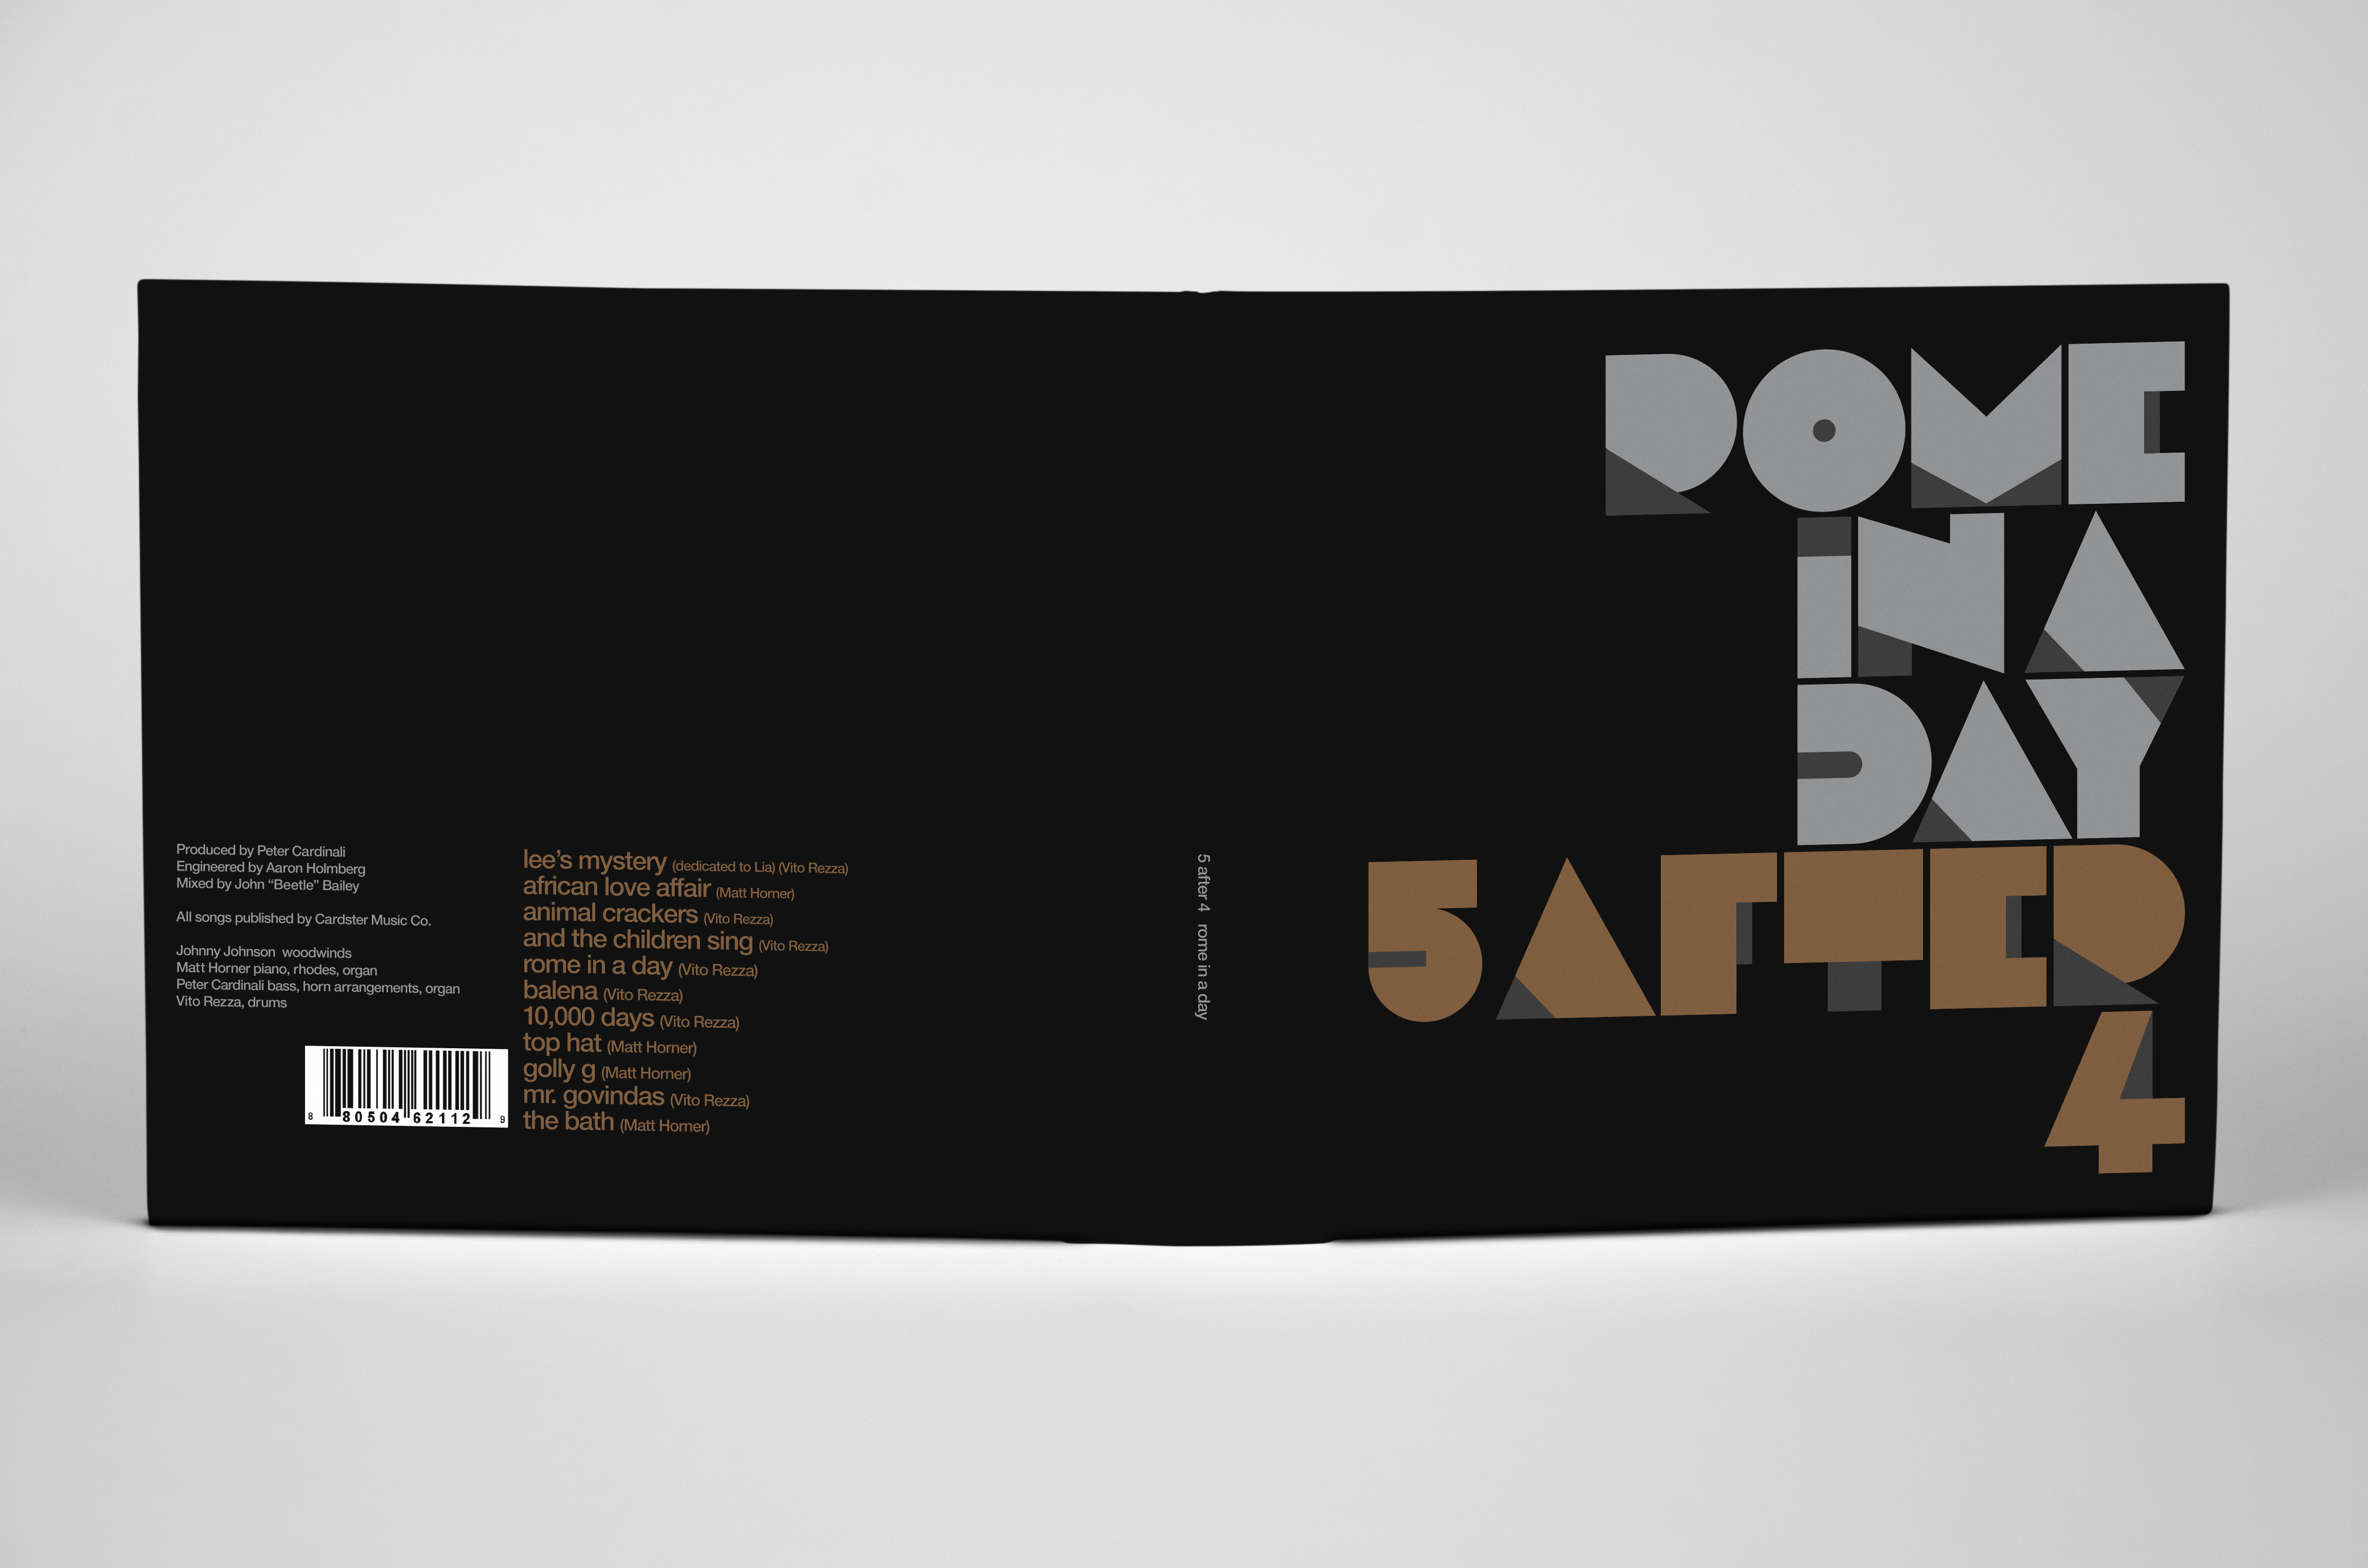 Produced by Peter Cardinali
Engineered by Aaron Holmberg
Mixed by John “Beetle” Bailey
All songs published by Cardster Music Co.
Johnny Johnson woodwinds
Matt Horner piano, rhodes, organ
Peter Cardinali bass, horn arrangements, organ
Vito Rezza, drums
8 80504 62112 9
lee’s mystery (dedicated to Lia) (Vito Rezza)
african love affair (Matt Horner)
animal crackers (Vito Rezza)
and the children sing (Vito Rezza)
rome in a day (Vito Rezza)
balena (Vito Rezza)
10,000 days (Vito Rezza)
top hat (Matt Horner)
golly g (Matt Horner)
mr. govindas (Vito Rezza)
the bath (Matt Horner)
5 after 4 rome in a day
ROME
IN A
DAY
5 AFTER
4